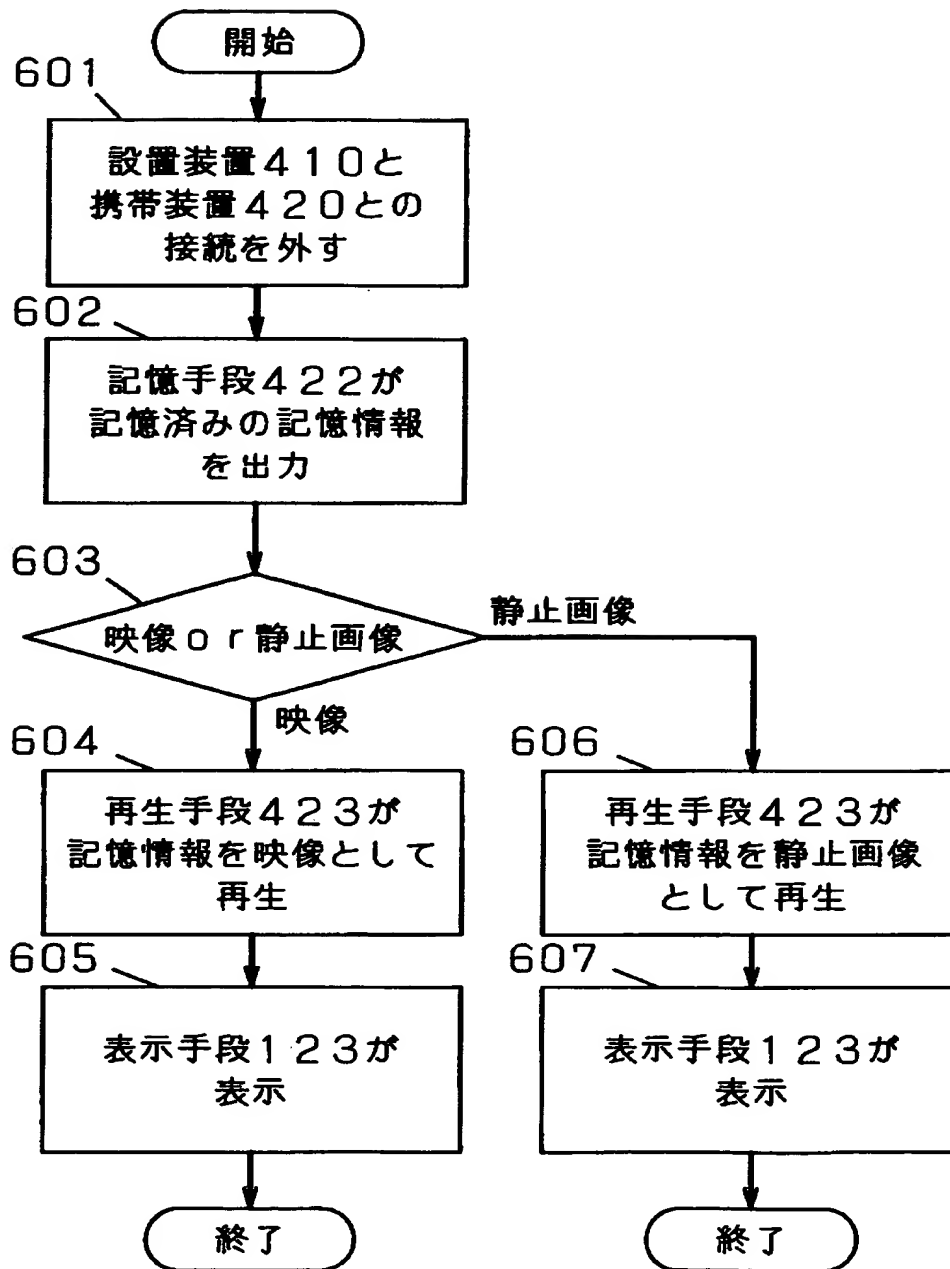 開始
601
設置装置410と
携帯装置420との
接続を外す
602
記憶手段422が
記憶済みの記憶情報
を出力
603
映像or静止画像
静止画像
映像
604
再生手段423が
記憶情報を映像として
再生
606
再生手段423が
記憶情報を静止画像
として再生
605
表示手段123が
表示
607
表示手段123が
表示
終了
終了